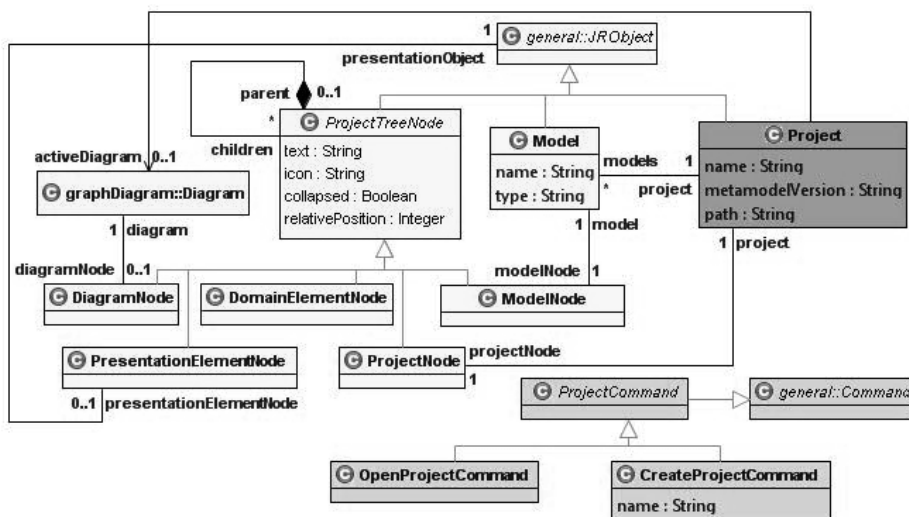 1
C general::JRObject
presentationObject
parent 0..1
*
children
C ProjectTreeNode
text : String
icon : String
collapsed : Boolean
relativePosition : Integer
C Model
name : String
type : String
models 1
* project
C Project
name : String
metamodelVersion : String
path : String
activeDiagram 0..1
C graphDiagram::Diagram
1 diagram
1 model
1 project
diagramNode 0..1
modelNode 1
C DiagramNode
C DomainElementNode
C ModelNode
C PresentationElementNode
C ProjectNode
projectNode
1
0..1 presentationElementNode
C ProjectCommand
C general::Command
C OpenProjectCommand
C CreateProjectCommand
name : String